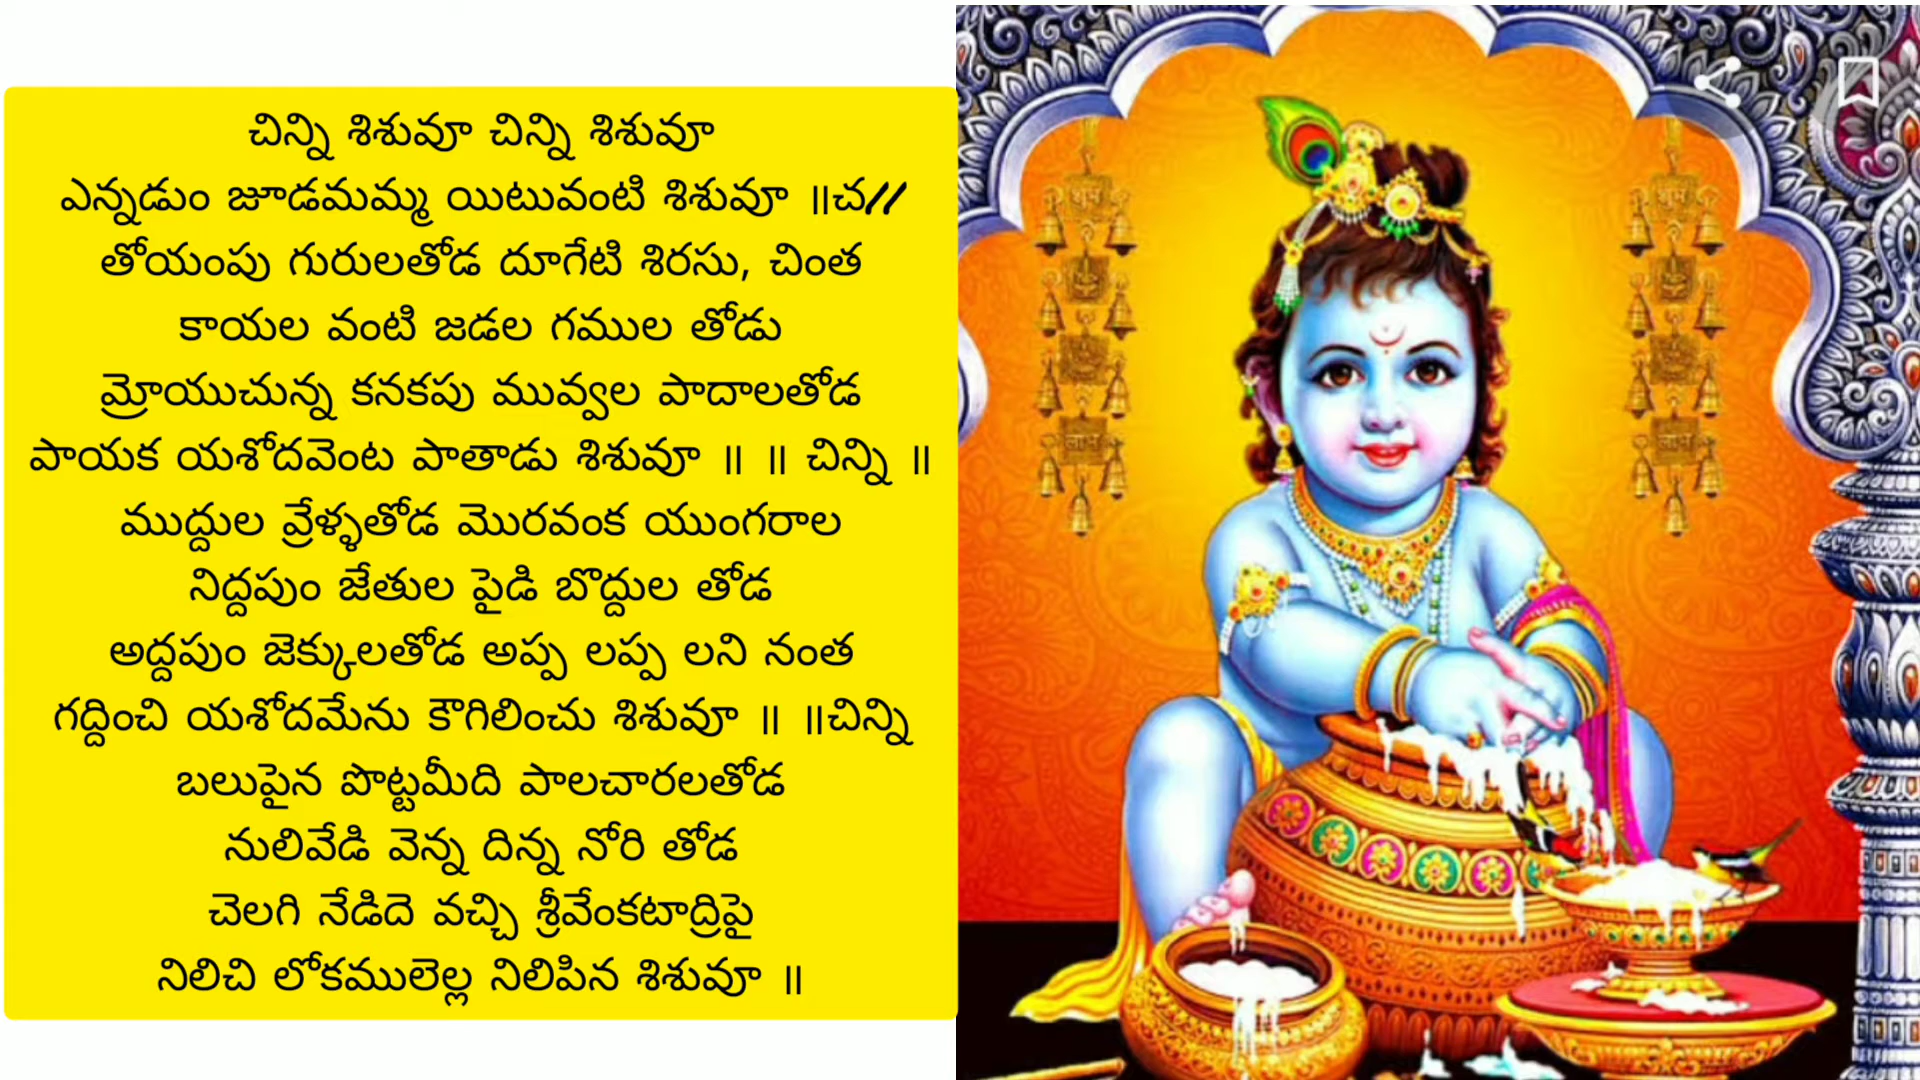 చిన్ని శిశువూ చిన్ని శిశువూ
ఎన్నడుం జూడమమ్మ యిటువంటి శిశువూ ॥చ//
తోయంపు గురులతోడ దూగేటి శిరసు, చింత
కాయల వంటి జడల గముల తోడు
మ్రోయుచున్న కనకపు మువ్వల పాదాలతోడ
పాయక యశోదవెంట పాతాడు శిశువూ ॥ ॥ చిన్ని ॥
ముద్దుల వ్రేళ్ళతోడ మొరవంక యుంగరాల
నిద్దపుం జేతుల పైడి బొద్దుల తోడ
అద్దపుం జెక్కులతోడ అప్ప లప్ప లని నంత
గద్దించి యశోదమేను కౌగిలించు శిశువూ ॥ ॥చిన్ని
బలుపైన పొట్టమీది పాలచారలతోడ
నులివేడి వెన్న దిన్న నోరి తోడ
చెలగి నేడిదె వచ్చి శ్రీవేంకటాద్రిపై
నిలిచి లోకములెల్ల నిలిపిన శిశువూ ॥
शुभ
शुभ
लाभ
लाभ